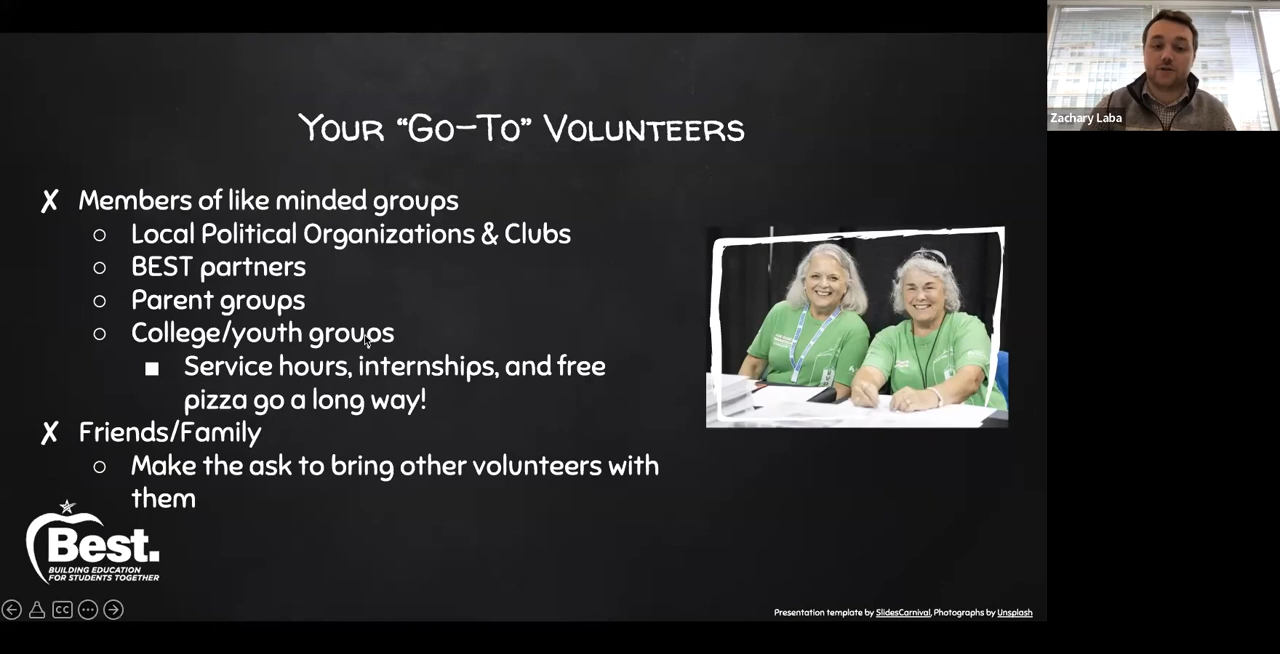 Your “Go-To” Volunteers
Zachary Laba
✗ Members of like minded groups
○ Local Political Organizations & Clubs
○ BEST partners
○ Parent groups
○ College/youth groups
■ Service hours, internships, and free
pizza go a long way!
✗ Friends/Family
○ Make the ask to bring other volunteers with
them
Best.
BUILDING EDUCATION
FOR STUDENTS TOGETHER
CC
Presentation template by SlidesCarnival, Photographs by Unsplash